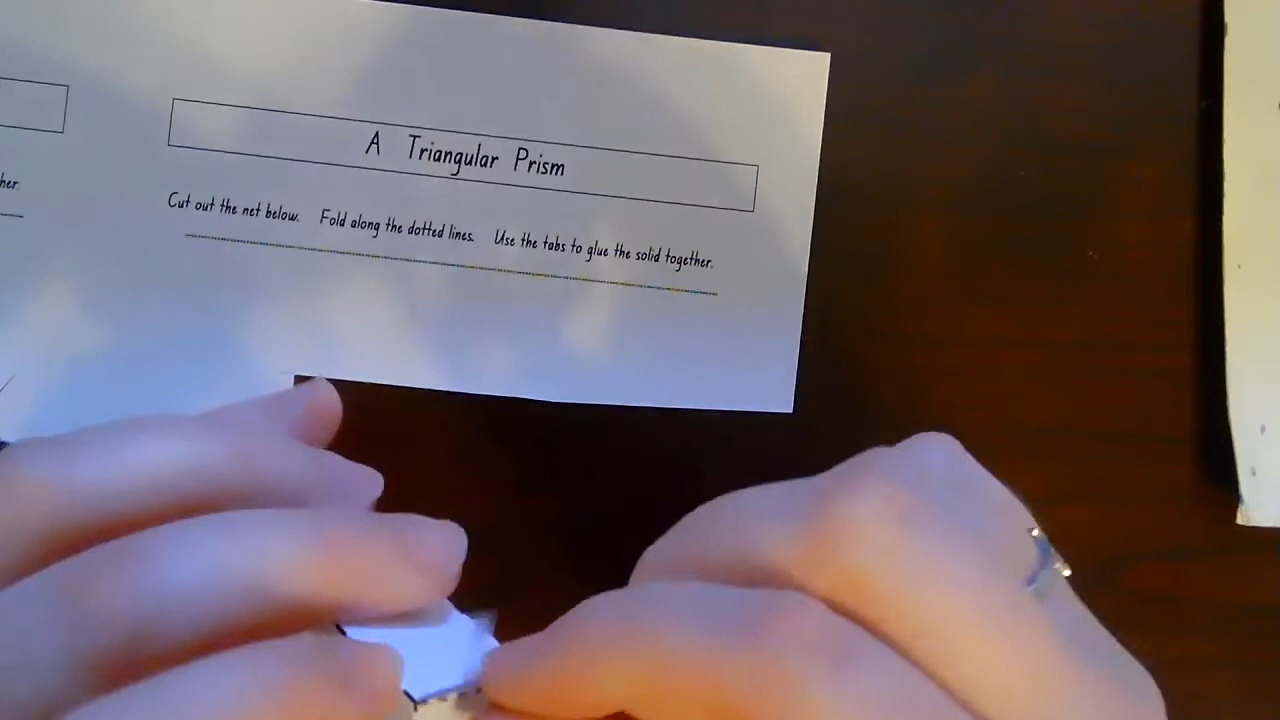 A Triangular Prism
her.
Cut out the net below. Fold along the dotted lines. Use the tabs to glue the solid together.